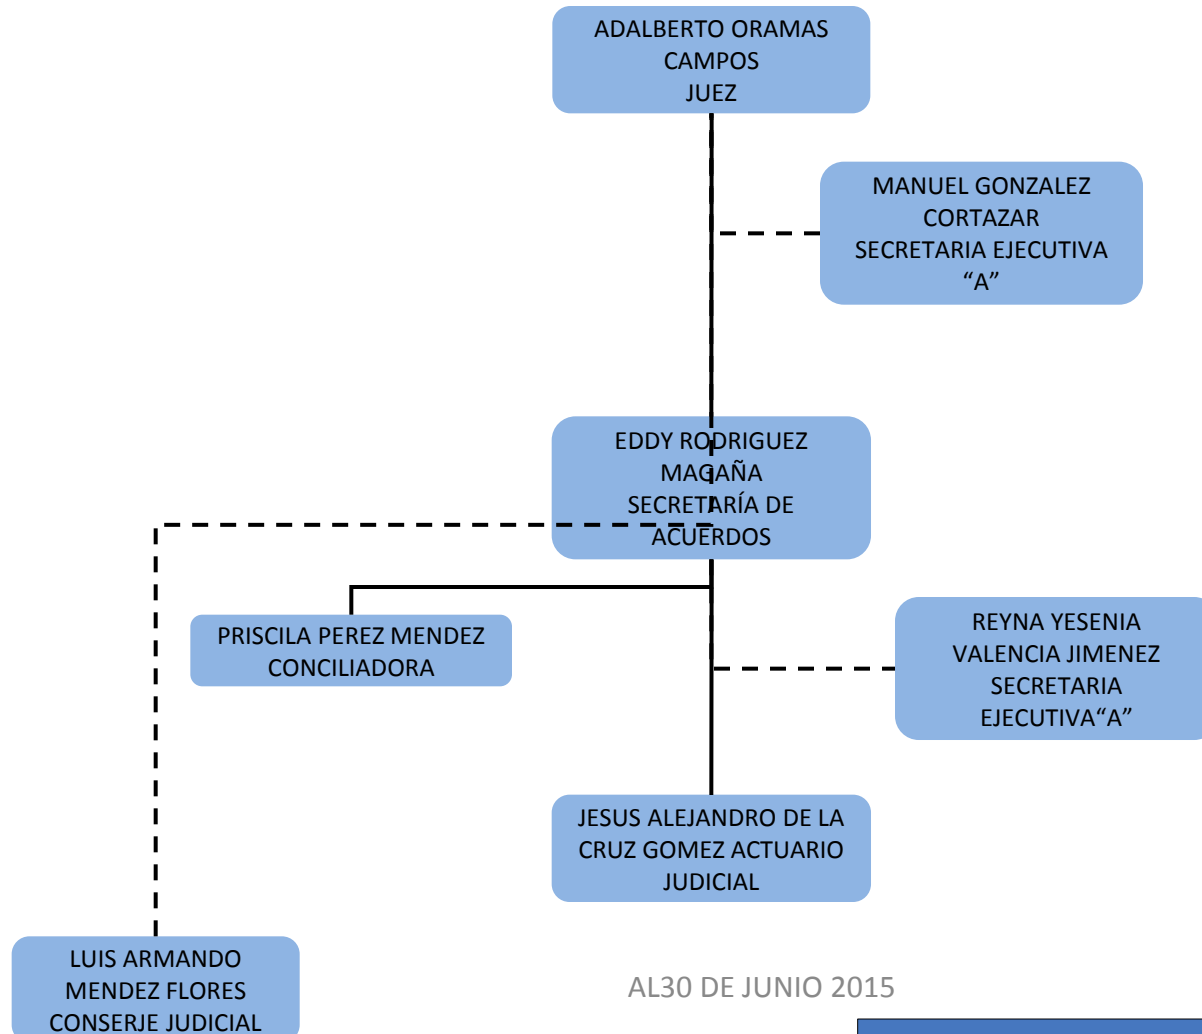 ADALBERTO ORAMAS
CAMPOS
JUEZ
MANUEL GONZALEZ
CORTAZAR
SECRETARIA EJECUTIVA
“A”
EDDY RODRIGUEZ
MAGAÑA
SECRETARÍA DE
ACUERDOS
PRISCILA PEREZ MENDEZ
CONCILIADORA
REYNA YESENIA
VALENCIA JIMENEZ
SECRETARIA
EJECUTIVA“A”
JESUS ALEJANDRO DE LA
CRUZ GOMEZ ACTUARIO
JUDICIAL
LUIS ARMANDO
MENDEZ FLORES
CONSERJE JUDICIAL
AL30 DE JUNIO 2015